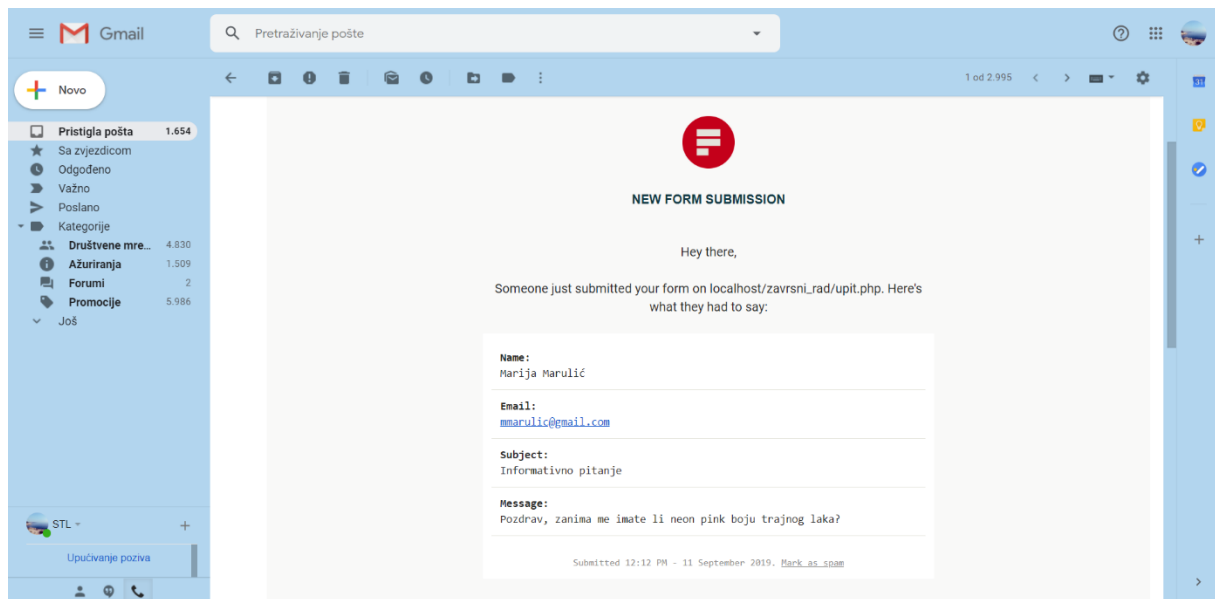 Gmail
Pretraživanje pošte
Novo
1 od 2.995
31
Pristigla pošta 1.654
Sa zvjezdicom
Odgođeno
Važno
Poslano
Kategorije
Društvene mre... 4.830
Ažuriranja 1.509
Forumi 2
Promocije 5.986
Još
STL
Upućivanje poziva
NEW FORM SUBMISSION
Hey there,
Someone just submitted your form on localhost/zavrsni_rad/upit.php. Here's
what they had to say:
Name:
Marija Marulić
Email:
mmarulic@gmail.com
Subject:
Informativno pitanje
Message:
Pozdrav, zanima me imate li neon pink boju trajnog laka?
Submitted 12:12 PM - 11 September 2019. Mark as spam